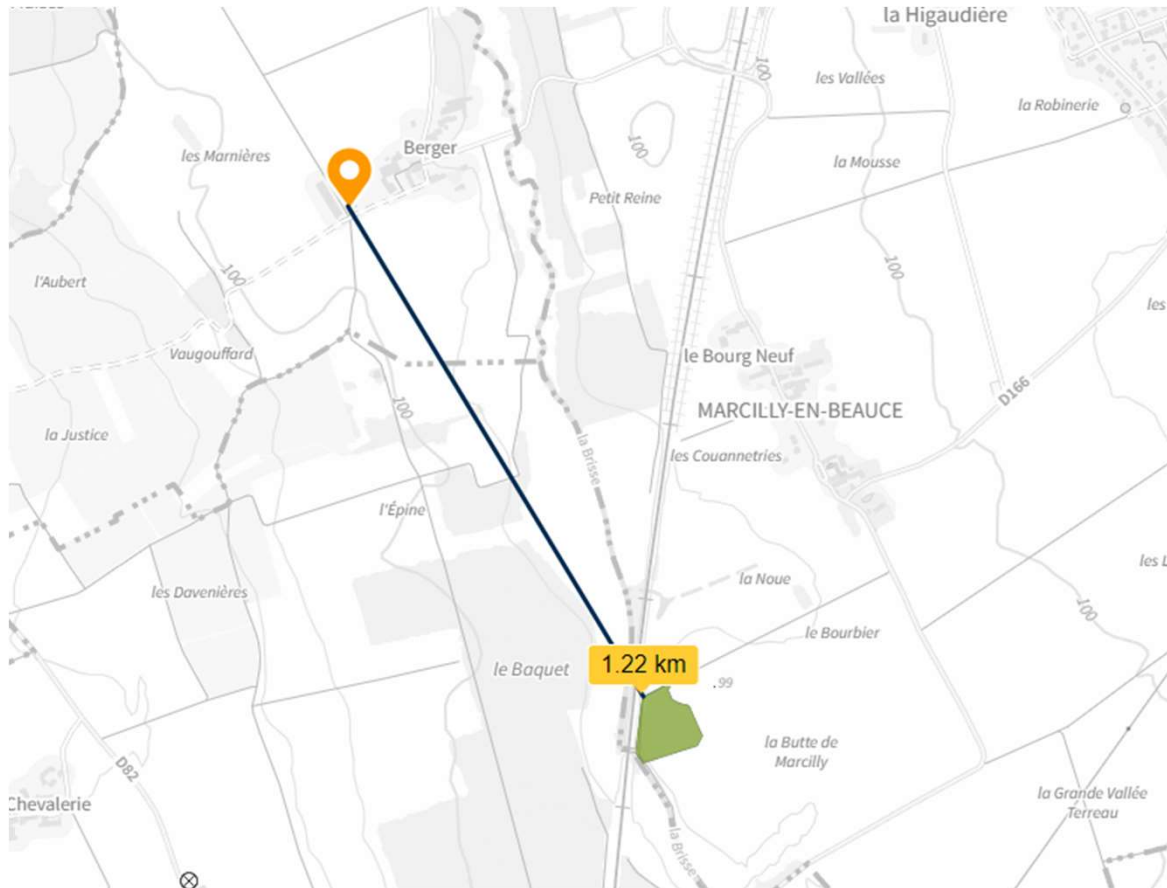 la Higaudière
100
les Vallées
la Robinerie
les Marnières
Berger
100
la Mousse
Petit Reine
l'Aubert
100
100
les
Vaugouffard
le Bourg Neuf
D166
100
MARCILLY-EN-BEAUCE
la Justice
la Brisse
les Couannetries
l'Épine
les Davenières
la Noue
les L
100
le Bourbier
le Baquet
1.22 km
.99
la Butte de
Marcilly
D82
Chevalerie
la Grande Vallée
Terreau
la Brisse